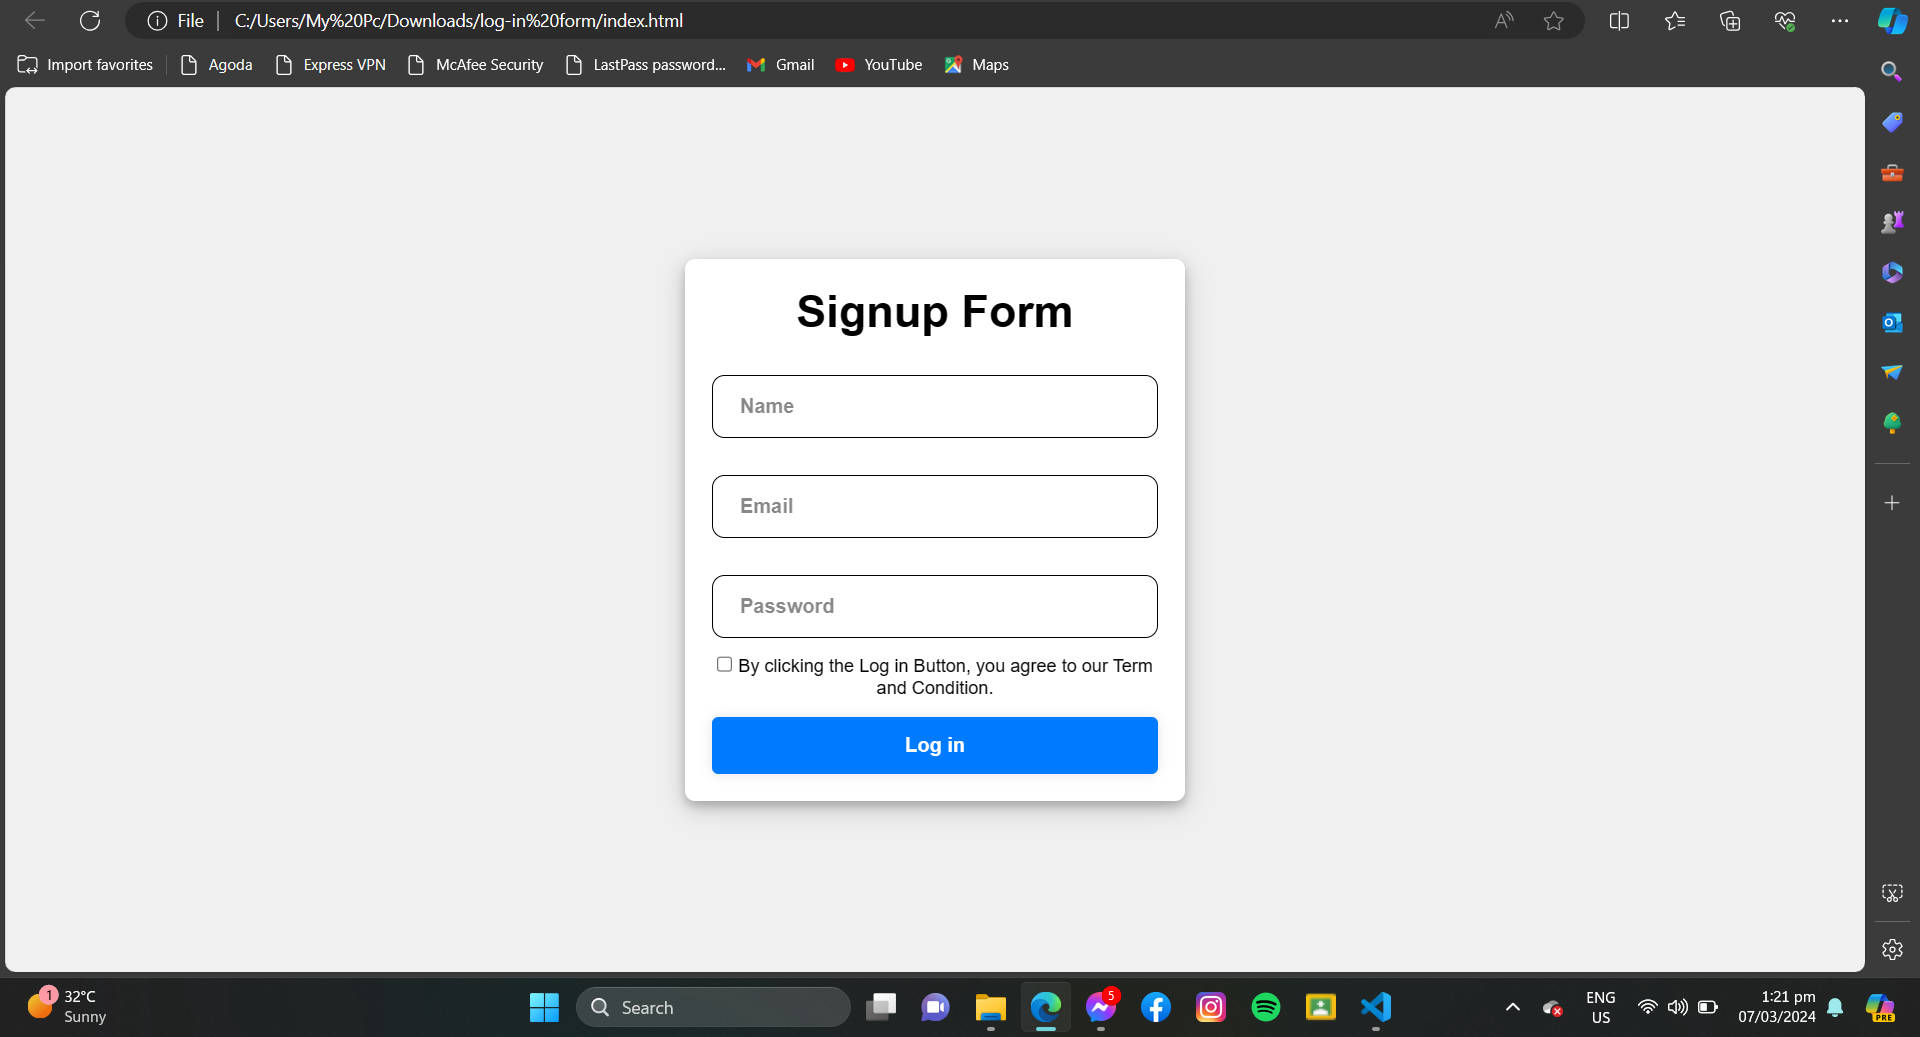 File
C:/Users/My%20Pc/Downloads/log-in%20form/index.html
Import favorites
Agoda
Express VPN
McAfee Security
LastPass password...
Gmail
YouTube
Maps
Signup Form
Name
Email
Password
By clicking the Log in Button, you agree to our Term
and Condition.
Log in
1
32°C
Sunny
Search
5
ENG
US
1:21 pm
07/03/2024
PRE